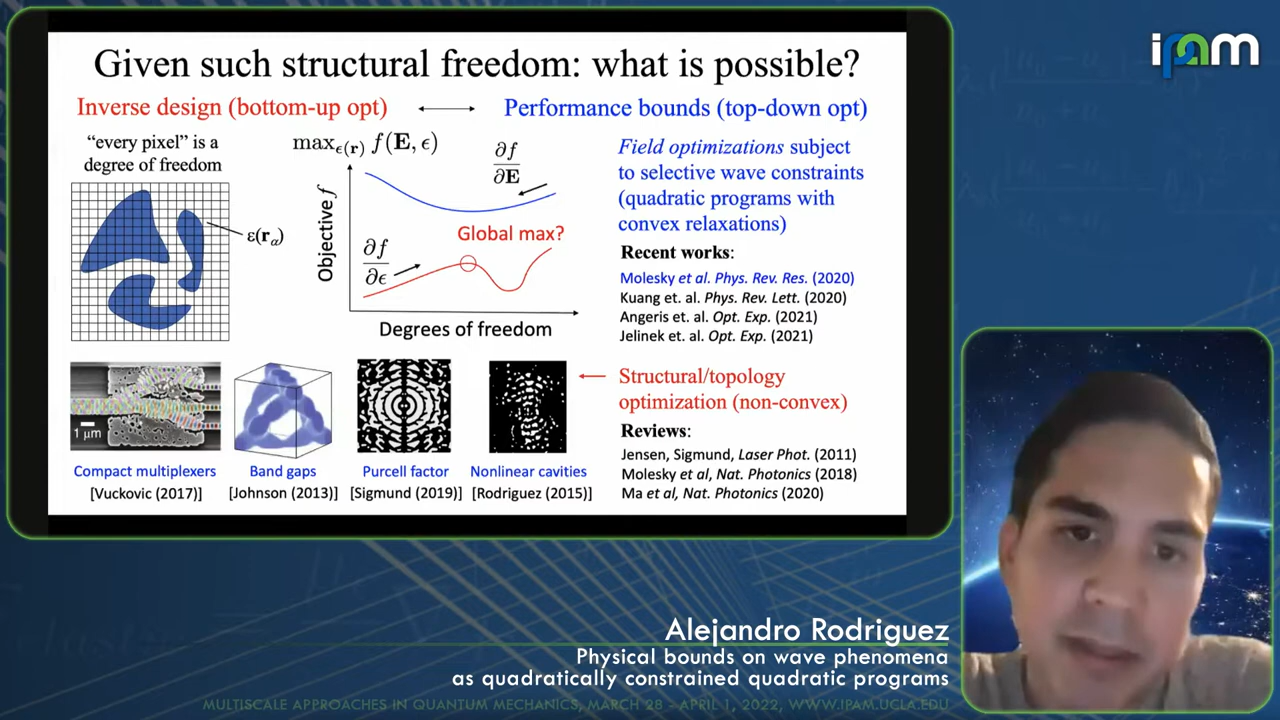 Given such structural freedom: what is possible?
ipam
Inverse design (bottom-up opt)
Performance bounds (top-down opt)
"every pixel" is a
degree of freedom
ε(r_α)
max_ϵ(r) f(E, ϵ)
∂f
∂E
∂f
∂ϵ
Global max?
Objective f
Degrees of freedom
Field optimizations subject
to selective wave constraints
(quadratic programs with
convex relaxations)
Recent works:
Molesky et al. Phys. Rev. Res. (2020)
Kuang et. al. Phys. Rev. Lett. (2020)
Angeris et. al. Opt. Exp. (2021)
Jelinek et. al. Opt. Exp. (2021)
1 μm
Compact multiplexers
[Vuckovic (2017)]
Band gaps
[Johnson (2013)]
Purcell factor
[Sigmund (2019)]
Nonlinear cavities
[Rodriguez (2015)]
Structural/topology
optimization (non-convex)
Reviews:
Jensen, Sigmund, Laser Phot. (2011)
Molesky et al, Nat. Photonics (2018)
Ma et al, Nat. Photonics (2020)
Alejandro Rodriguez
Physical bounds on wave phenomena
as quadratically constrained quadratic programs
MULTISCALE APPROACHES IN QUANTUM MECHANICS, MARCH 28 - APRIL 1, 2022, WWW.IPAM.UCLA.EDU